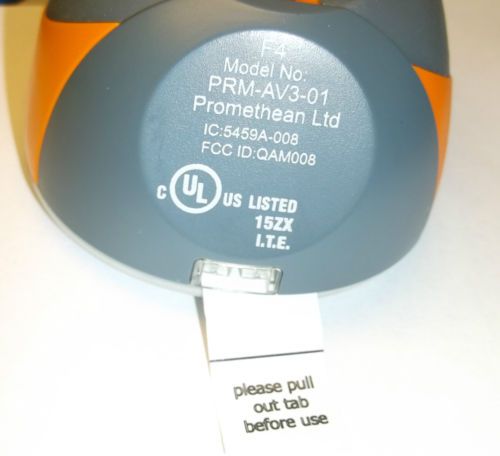 F4
Model No:
PRM-AV3-01
Promethean Ltd
IC:5459A-008
FCC ID:QAM008
C UL US LISTED
15ZX
I.T.E.
please pull
out tab
before use